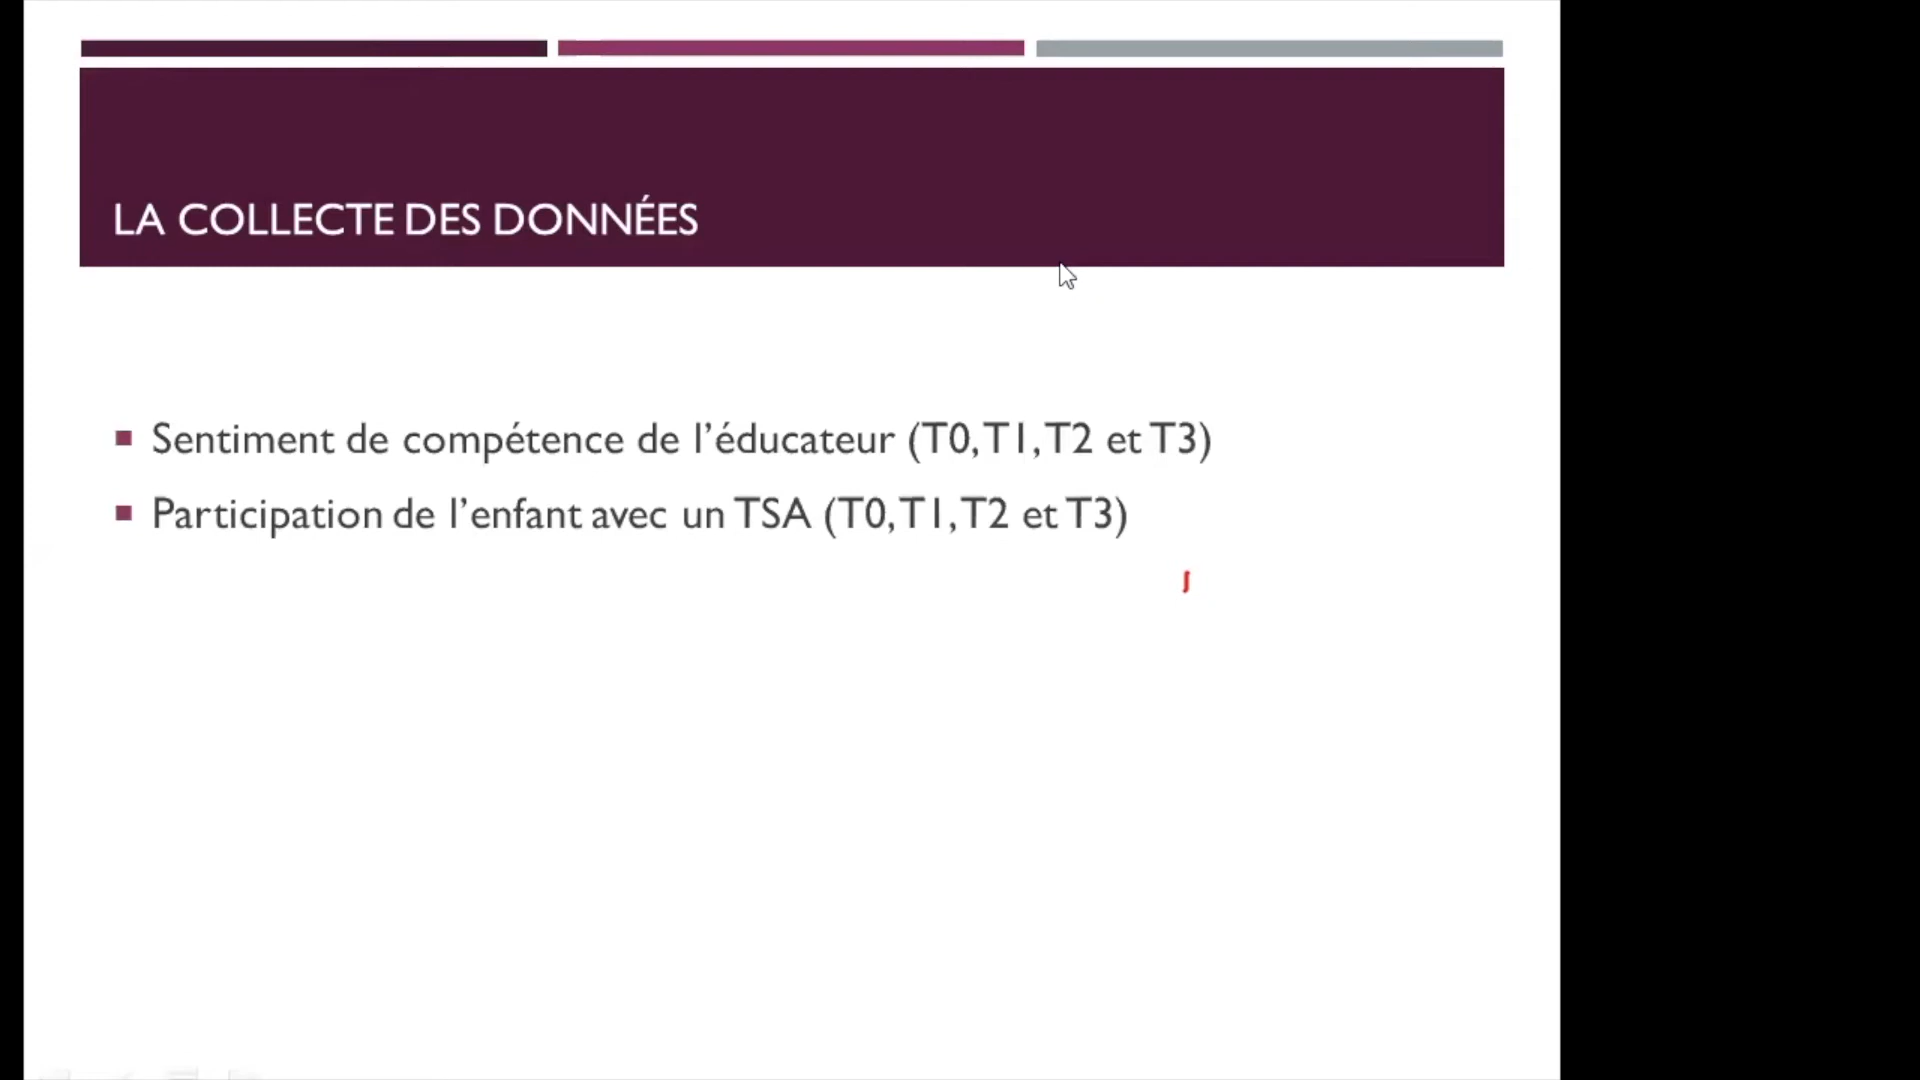 LA COLLECTE DES DONNÉES
Sentiment de compétence de l’éducateur (T0, T1, T2 et T3)
Participation de l’enfant avec un TSA (T0, T1, T2 et T3)